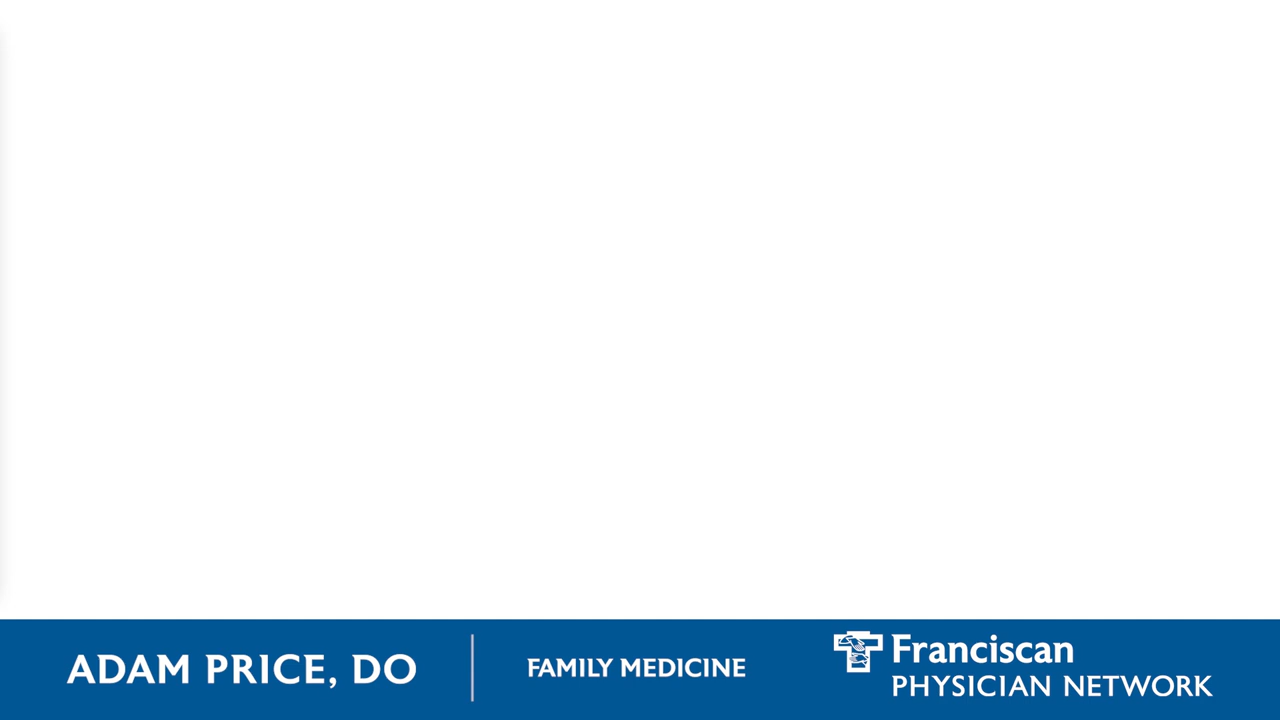 ADAM PRICE, DO
FAMILY MEDICINE
Franciscan
PHYSICIAN NETWORK